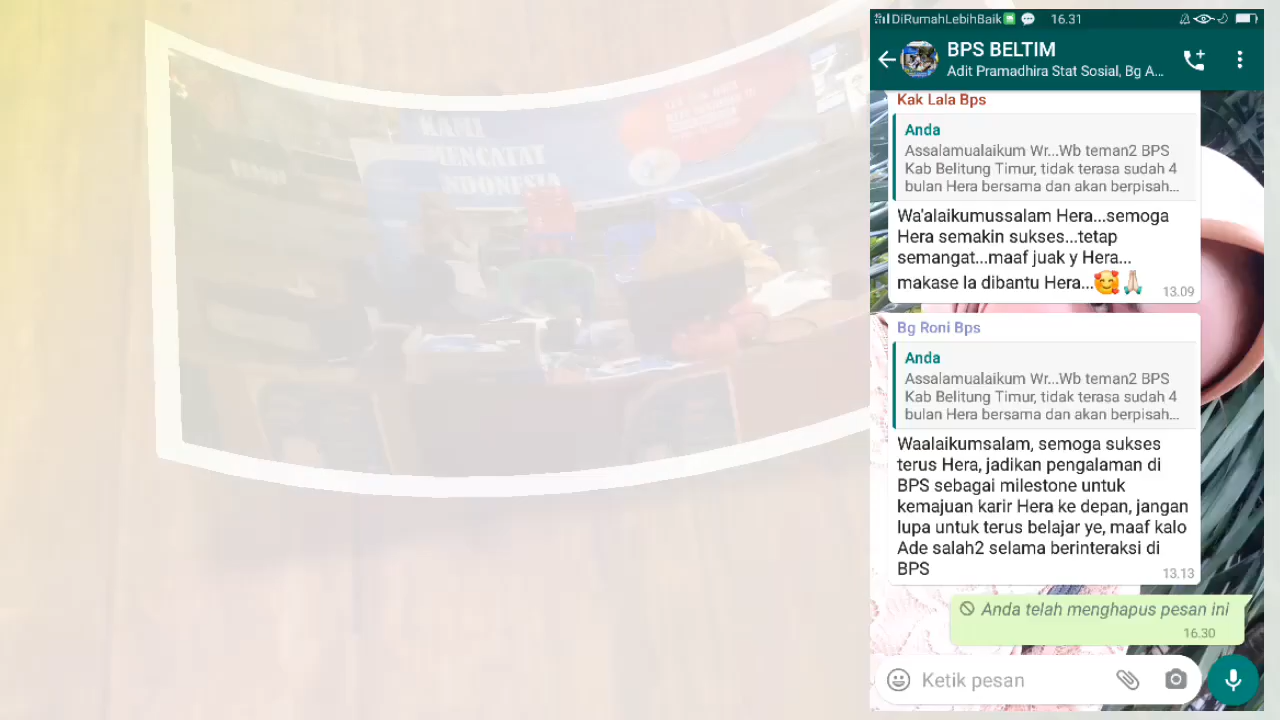 KAMI
NCATAT
DONESIA
DiRumahLebihBaik 16.31
BPS BELTIM
Adit Pramadhira Stat Sosial, Bg A...
Kak Lala Bps
Anda
Assalamualaikum Wr...Wb teman2 BPS
Kab Belitung Timur, tidak terasa sudah 4
bulan Hera bersama dan akan berpisah...
Wa'alaikumussalam Hera...semoga
Hera semakin sukses...tetap
semangat...maaf juak y Hera...
makase la dibantu Hera...🥰🙏🏻
13.09
Bg Roni Bps
Anda
Assalamualaikum Wr...Wb teman2 BPS
Kab Belitung Timur, tidak terasa sudah 4
bulan Hera bersama dan akan berpisah...
Waalaikumsalam, semoga sukses
terus Hera, jadikan pengalaman di
BPS sebagai milestone untuk
kemajuan karir Hera ke depan, jangan
lupa untuk terus belajar ye, maaf kalo
Ade salah2 selama berinteraksi di
BPS
13.13
Anda telah menghapus pesan ini
16.30
Ketik pesan